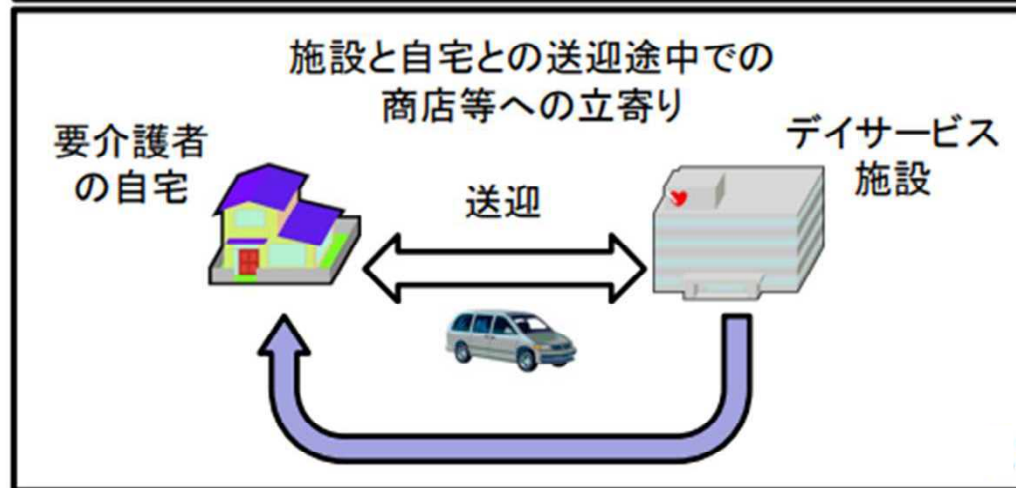 施設と自宅との送迎途中での
商店等への立寄り
要介護者
の自宅
送迎
デイサービス
施設